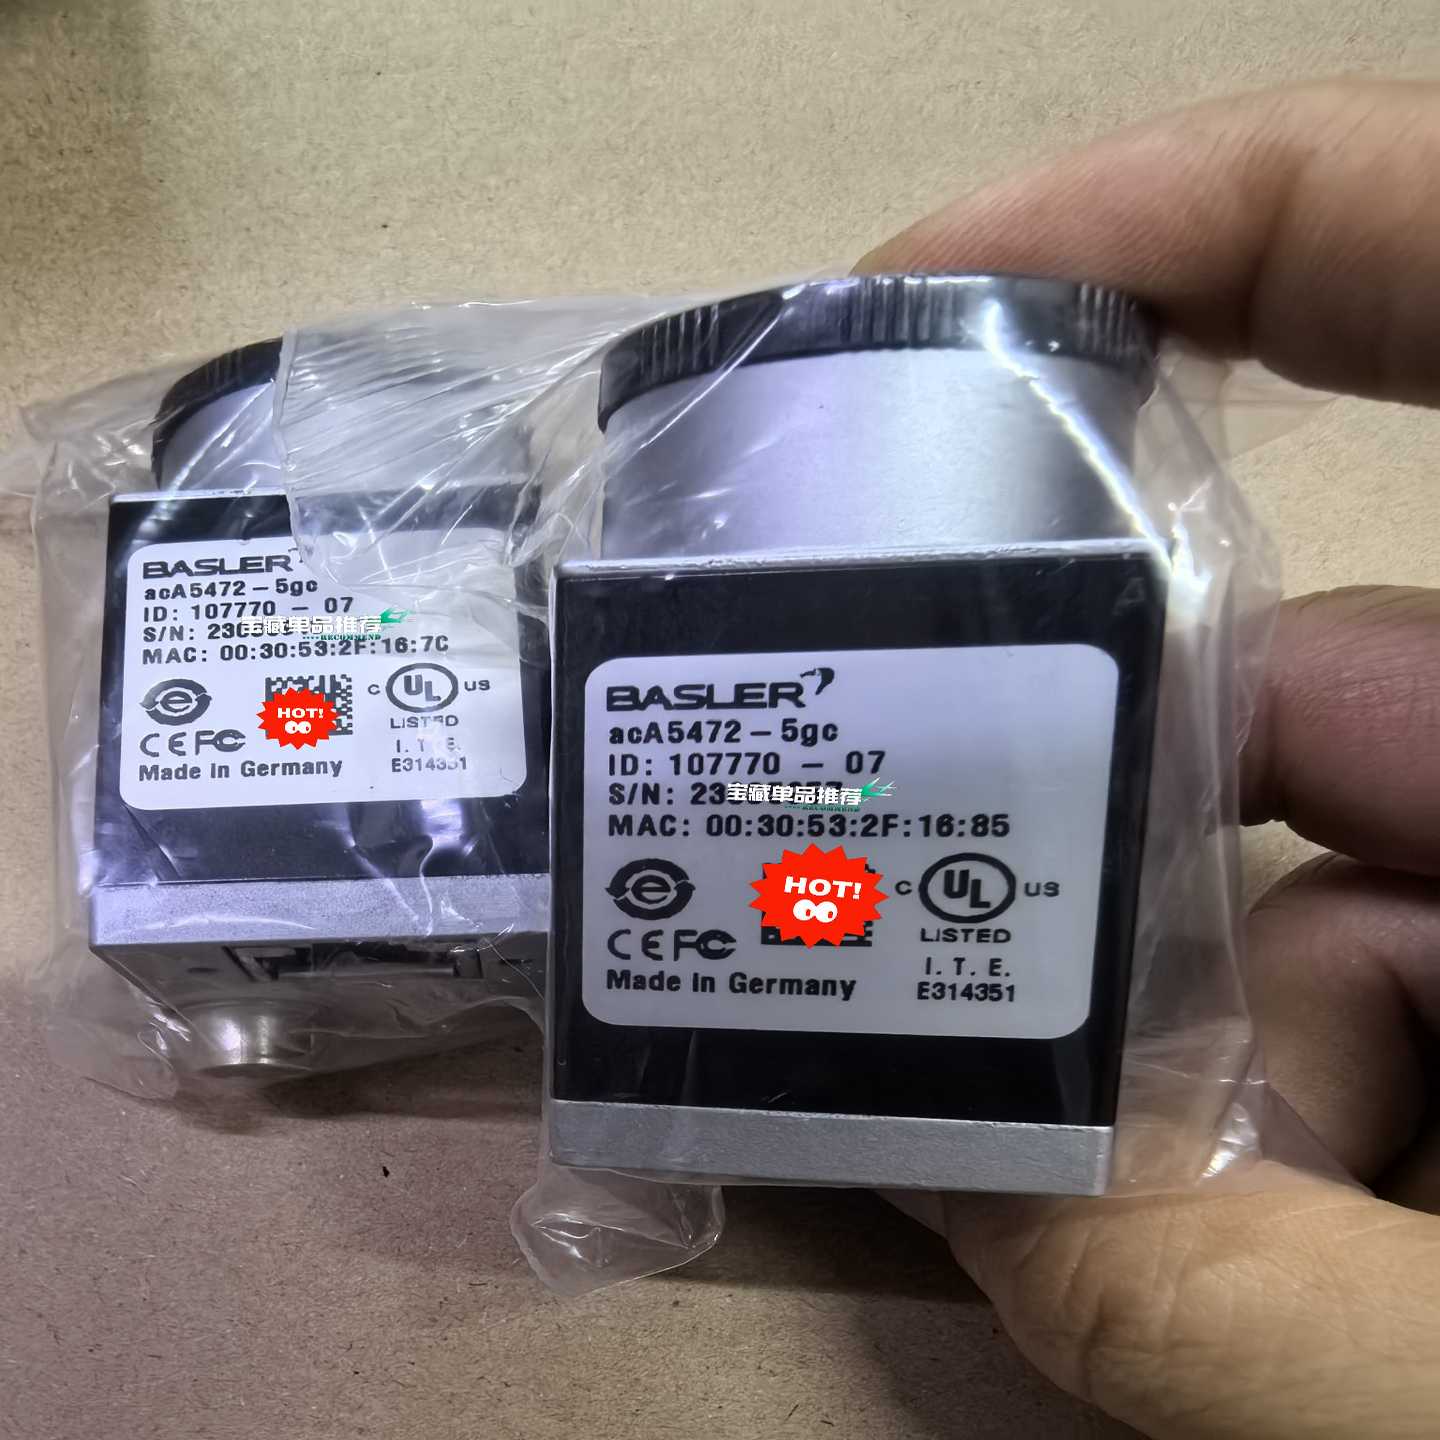 BASLER
acA5472-5gc
ID: 107770 - 07
S/N: 23
宝藏单品推荐
RECOMMEND
MAC: 00:30:53:2F:16:7C
HOT!
C UL US
LISTED
CE FC
I. T. E.
E314351
Made in Germany
BASLER
acA5472-5gc
ID: 107770 - 07
S/N: 23
宝藏单品推荐
RECOMMEND
MAC: 00:30:53:2F:16:85
e
HOT!
C UL US
LISTED
CE FC
I. T. E.
E314351
Made in Germany